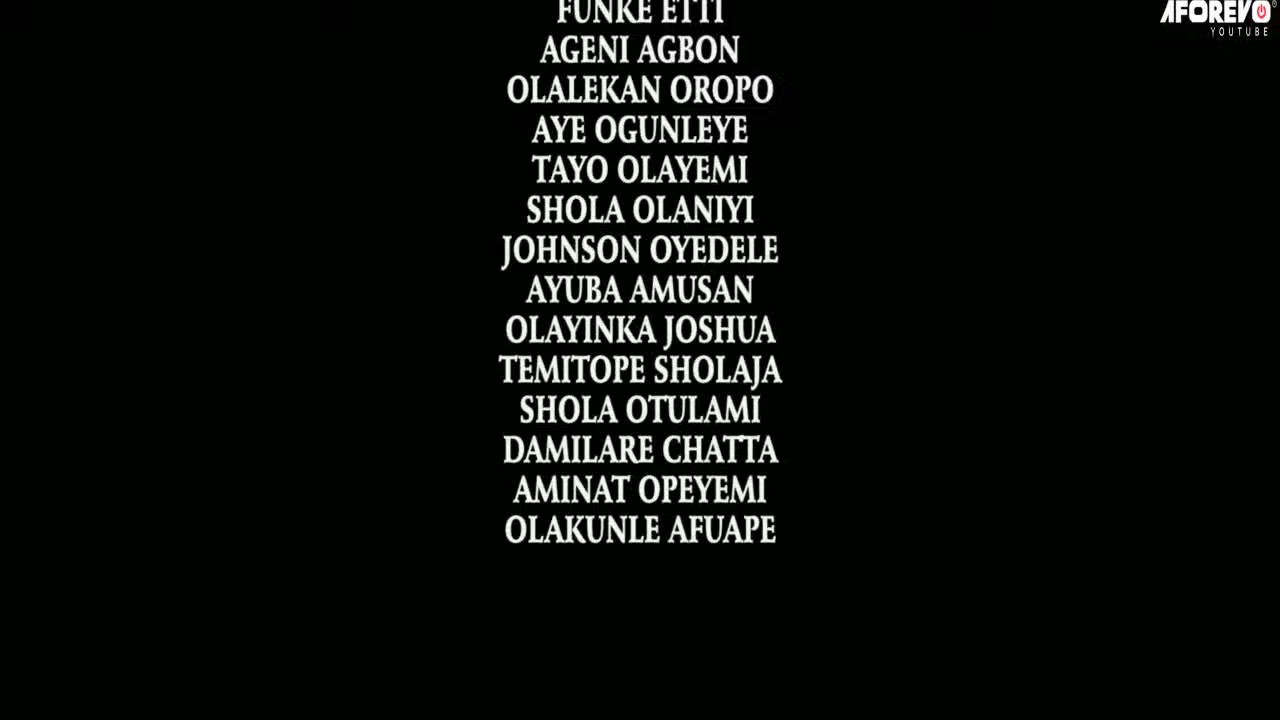 AFOREVO
YOUTUBE
FUNKE ETTI
AGENI AGBON
OLALEKAN OROPO
AYE OGUNLEYE
TAYO OLAYEMI
SHOLA OLANIYI
JOHNSON OYEDELE
AYUBA AMUSAN
OLAYINKA JOSHUA
TEMITOPE SHOLAJA
SHOLA OTULAMI
DAMILARE CHATTA
AMINAT OPEYEMI
OLAKUNLE AFUAPE